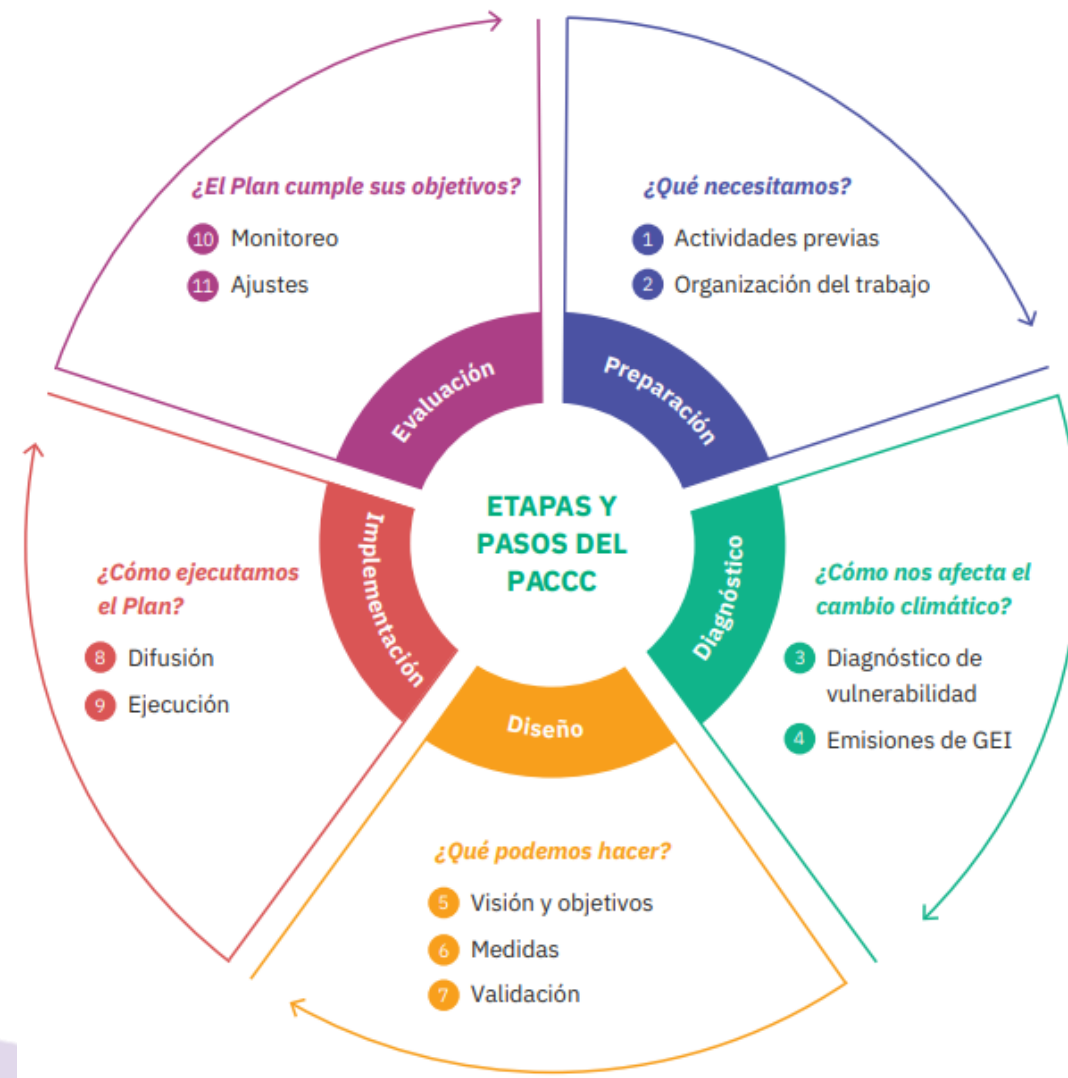 ETAPAS Y
PASOS DEL
PACCC
Preparación
¿Qué necesitamos?
1 Actividades previas
2 Organización del trabajo
Diagnóstico
¿Cómo nos afecta el
cambio climático?
3 Diagnóstico de
vulnerabilidad
4 Emisiones de GEI
Diseño
¿Qué podemos hacer?
5 Visión y objetivos
6 Medidas
7 Validación
Implementación
¿Cómo ejecutamos
el Plan?
8 Difusión
9 Ejecución
Evaluación
¿El Plan cumple sus objetivos?
10 Monitoreo
11 Ajustes